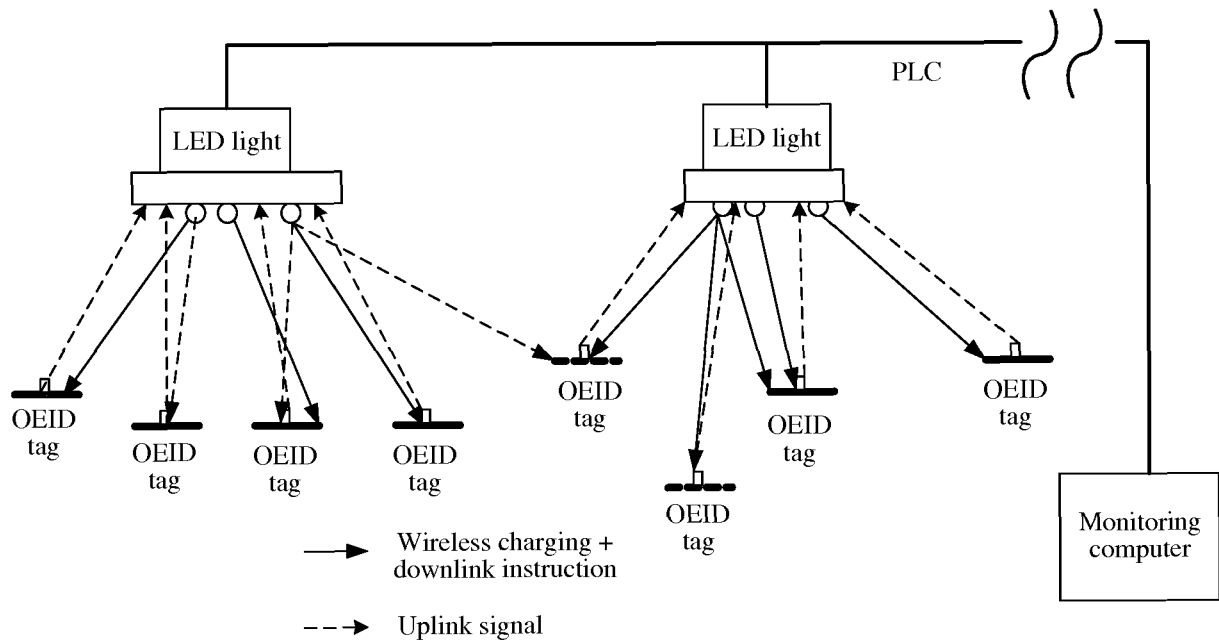 PLC
LED light
LED light
OEID
tag
OEID
tag
OEID
tag
OEID
tag
OEID
tag
OEID
tag
OEID
tag
OEID
tag
Monitoring
computer
Wireless charging +
downlink instruction
Uplink signal